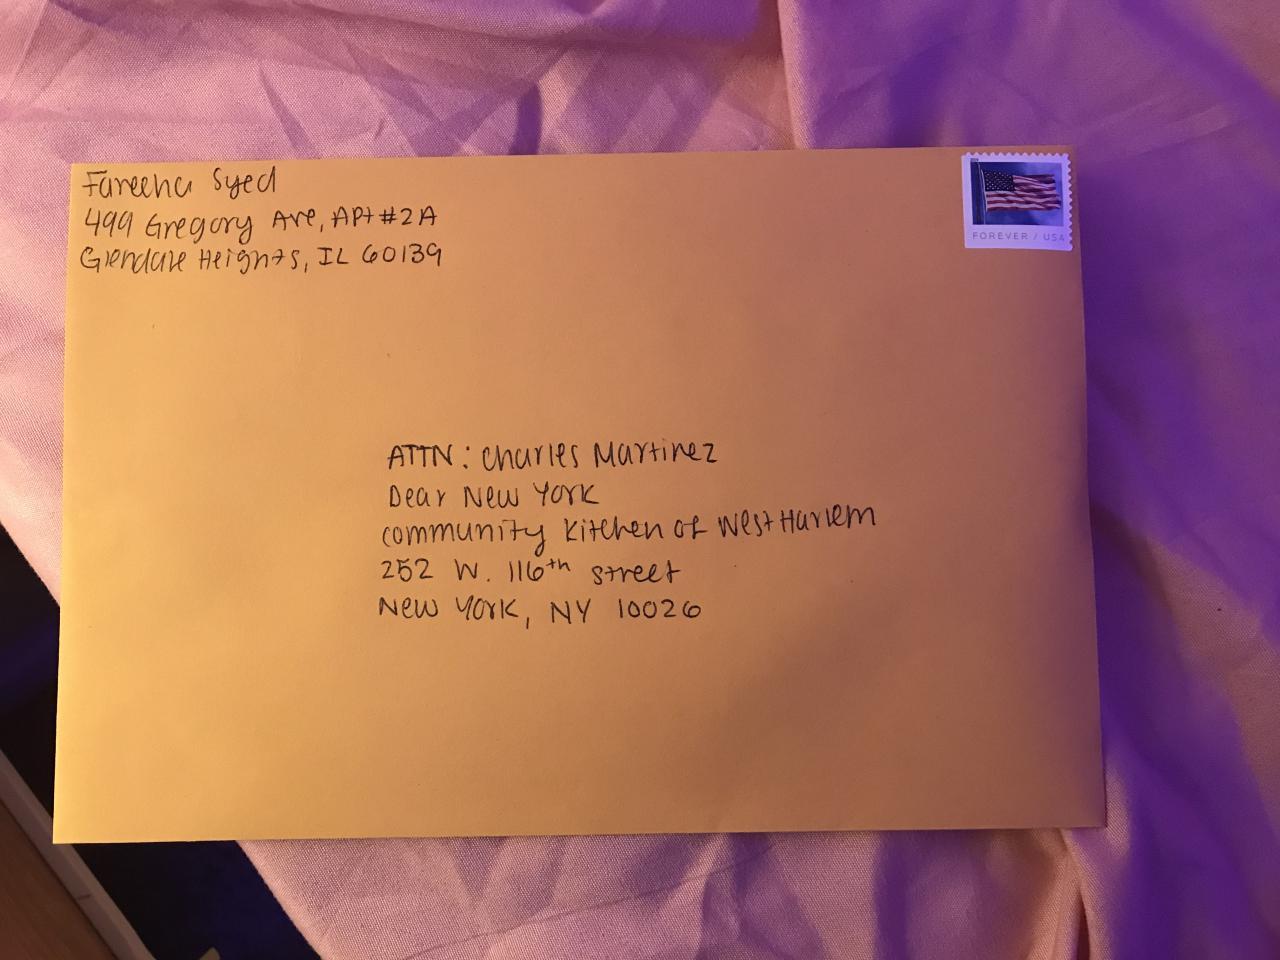 Fareeha Syed
499 Gregory Ave, Apt #2A
Glendale Heights, IL 60139
FOREVER / USA
ATTN: Charles Martinez
Dear New York
Community Kitchen of West Harlem
252 W. 116th Street
New York, NY 10026